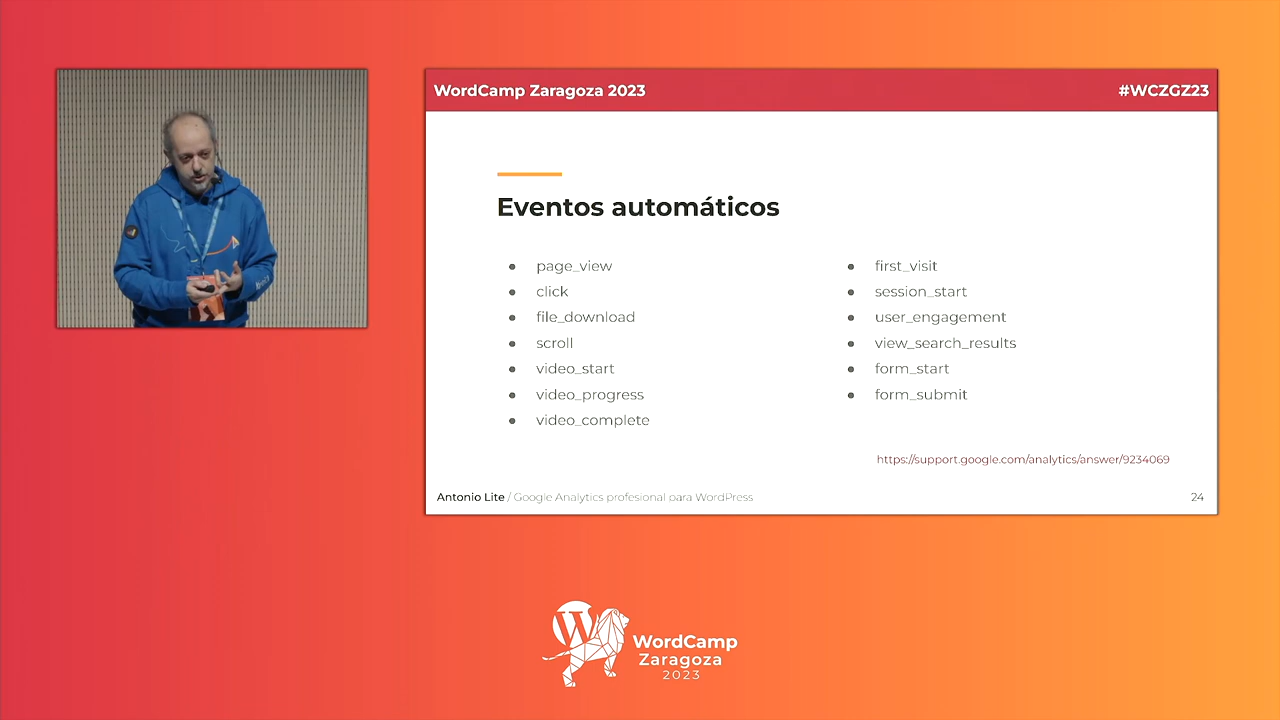 WordCamp Zaragoza 2023
#WCZGZ23
Eventos automáticos
page_view
click
file_download
scroll
video_start
video_progress
video_complete
first_visit
session_start
user_engagement
view_search_results
form_start
form_submit
https://support.google.com/analytics/answer/9234069
Antonio Lite / Google Analytics profesional para WordPress
24
WordCamp
Zaragoza
2023